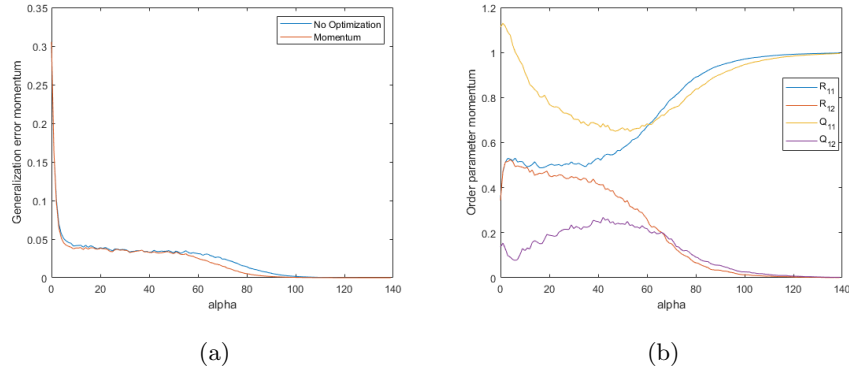 0.35
0.3
0.25
0.2
0.15
0.1
0.05
0
Generalization error momentum
0 20 40 60 80 100 120 140
alpha
No Optimization
Momentum
(a)
1.2
1
0.8
0.6
0.4
0.2
0
Order parameter momentum
0 20 40 60 80 100 120 140
alpha
R11
R12
Q11
Q12
(b)